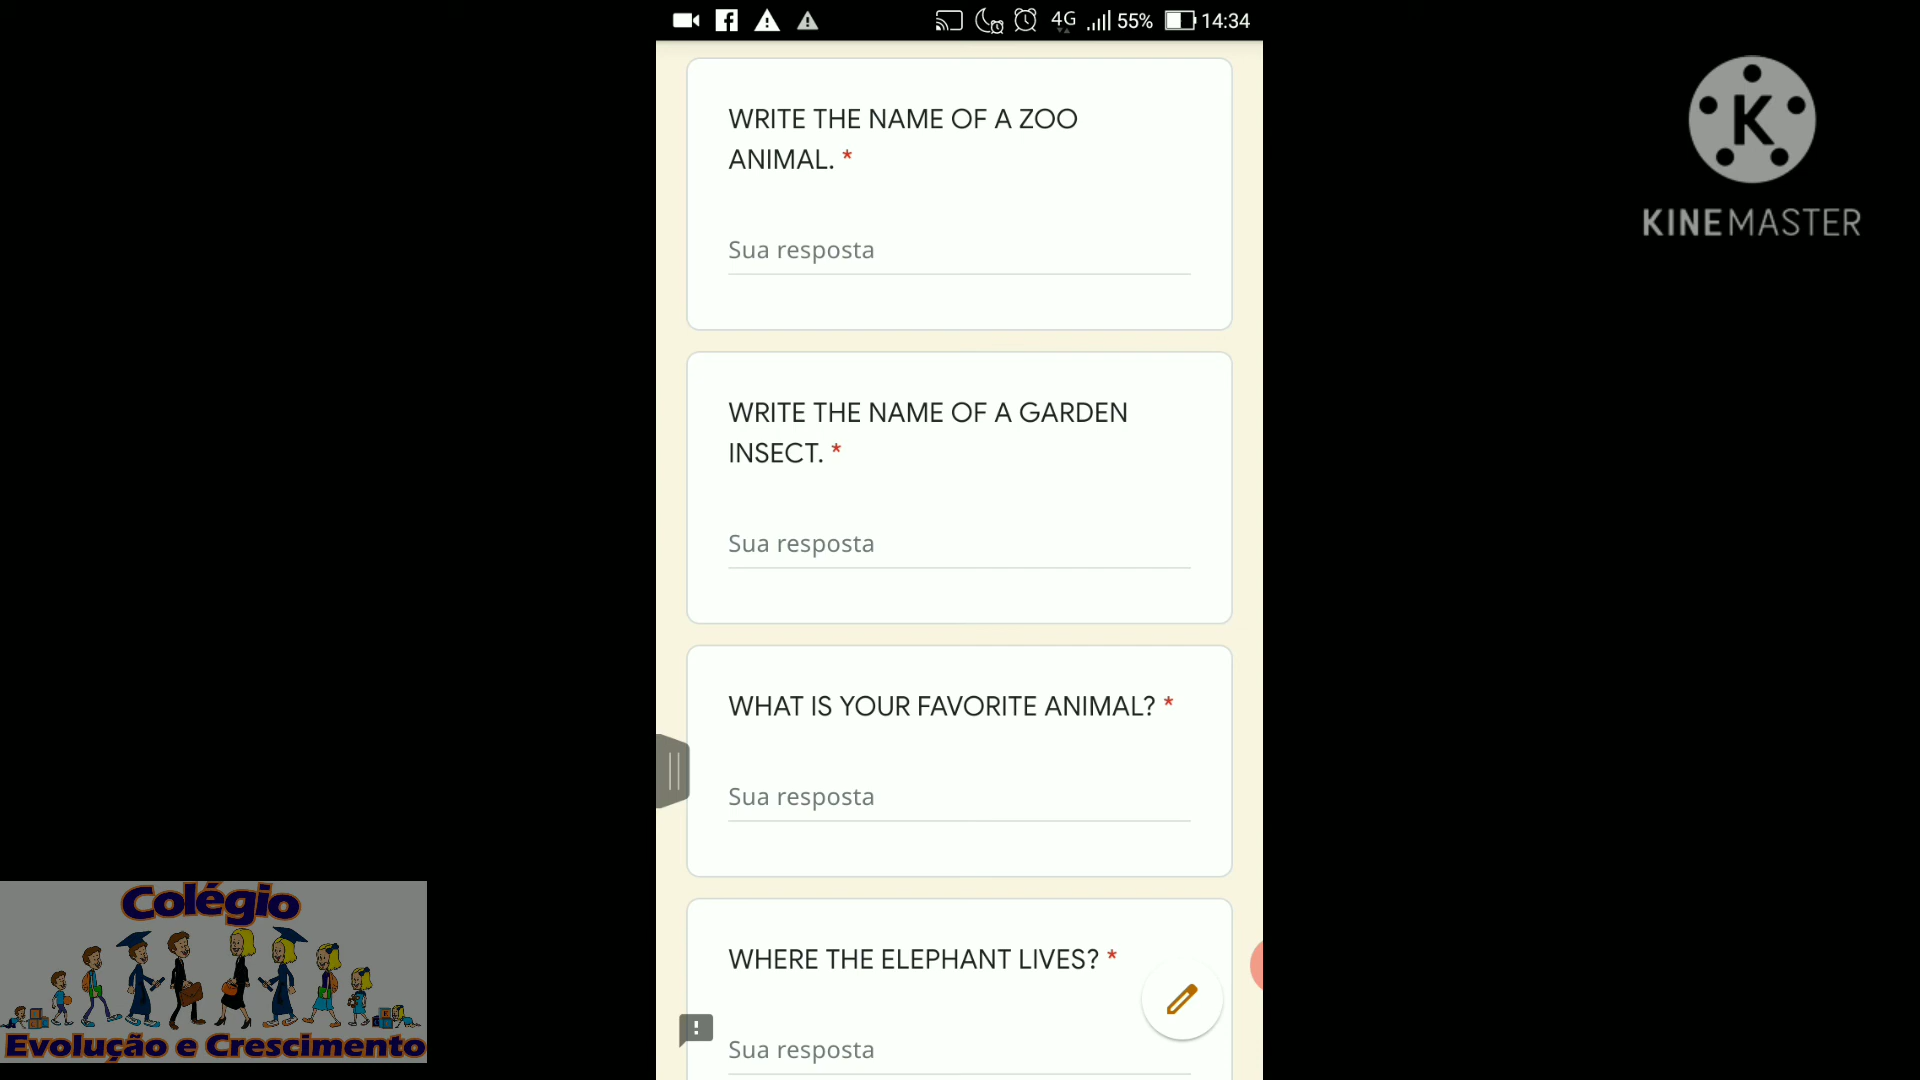 4G 55% 14:34
WRITE THE NAME OF A ZOO
ANIMAL. *
Sua resposta
WRITE THE NAME OF A GARDEN
INSECT. *
Sua resposta
WHAT IS YOUR FAVORITE ANIMAL? *
Sua resposta
WHERE THE ELEPHANT LIVES? *
Sua resposta
K
KINEMASTER
Colégio
Evolução e Crescimento